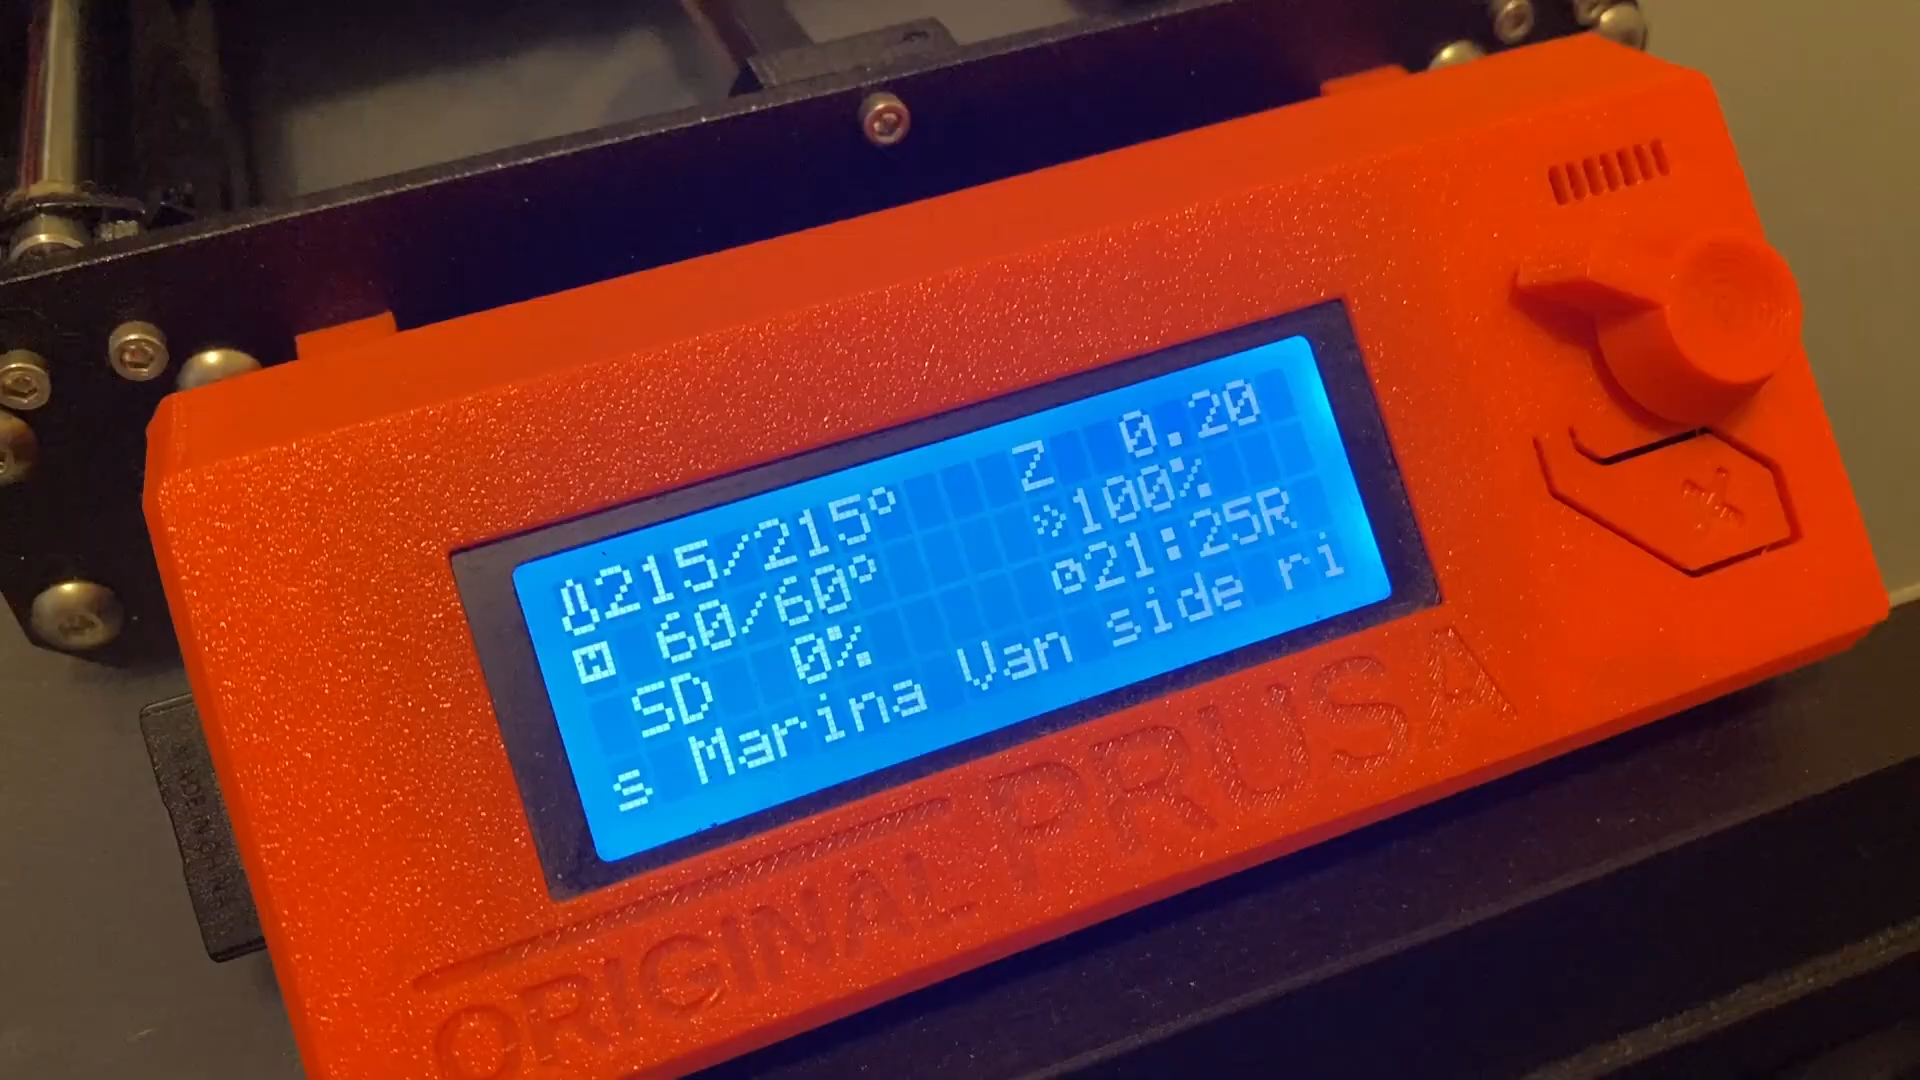 215/215° Z 0.20
60/60° 100%
SD 0% 21:25R
s Marina Van side ri
ORIGINAL PRUSA